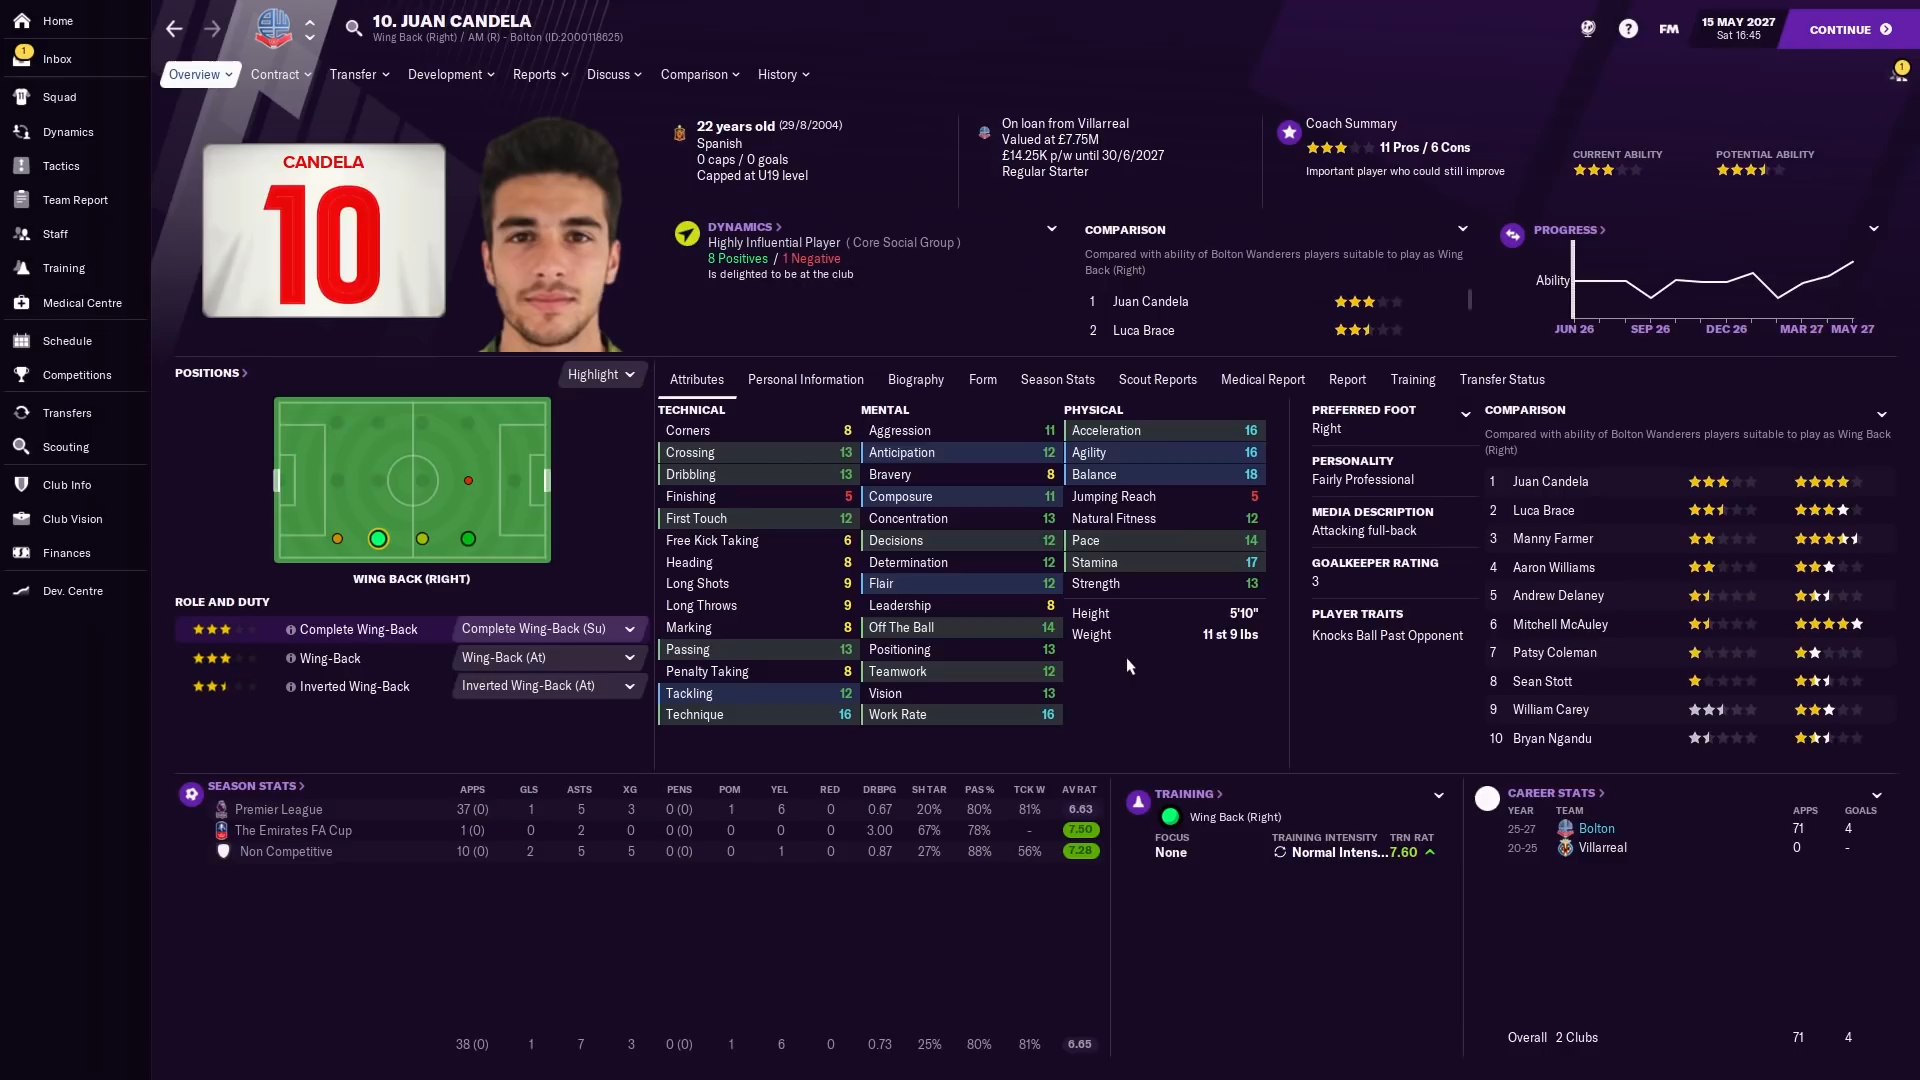 Home
1
Inbox
Squad
Dynamics
Tactics
Team Report
Staff
Training
Medical Centre
Schedule
Competitions
Transfers
Scouting
Club Info
Club Vision
Finances
Dev. Centre
10. JUAN CANDELA
Wing Back (Right) / AM (R) - Bolton (ID:2000118625)
FM
15 MAY 2027
Sat 16:45
CONTINUE
Overview Contract Transfer Development Reports Discuss Comparison History
1
CANDELA
10
22 years old (29/8/2004)
Spanish
0 caps / 0 goals
Capped at U19 level
On loan from Villarreal
Valued at £7.75M
£14.25K p/w until 30/6/2027
Regular Starter
Coach Summary
11 Pros / 6 Cons
Important player who could still improve
CURRENT ABILITY
POTENTIAL ABILITY
DYNAMICS
Highly Influential Player ( Core Social Group )
8 Positives / 1 Negative
Is delighted to be at the club
COMPARISON
Compared with ability of Bolton Wanderers players suitable to play as Wing
Back (Right)
1 Juan Candela
2 Luca Brace
PROGRESS
Ability
JUN 26 SEP 26 DEC 26 MAR 27 MAY 27
POSITIONS
Highlight
WING BACK (RIGHT)
ROLE AND DUTY
Complete Wing-Back Complete Wing-Back (Su)
Wing-Back Wing-Back (At)
Inverted Wing-Back Inverted Wing-Back (At)
Attributes Personal Information Biography Form Season Stats Scout Reports Medical Report Report Training Transfer Status
TECHNICAL
Corners 8
Crossing 13
Dribbling 13
Finishing 5
First Touch 12
Free Kick Taking 6
Heading 8
Long Shots 9
Long Throws 9
Marking 8
Passing 13
Penalty Taking 8
Tackling 12
Technique 16
MENTAL
Aggression 11
Anticipation 12
Bravery 8
Composure 11
Concentration 13
Decisions 12
Determination 12
Flair 12
Leadership 8
Off The Ball 14
Positioning 13
Teamwork 12
Vision 13
Work Rate 16
PHYSICAL
Acceleration 16
Agility 16
Balance 18
Jumping Reach 5
Natural Fitness 12
Pace 14
Stamina 17
Strength 13
Height 5'10"
Weight 11 st 9 lbs
PREFERRED FOOT
Right
PERSONALITY
Fairly Professional
MEDIA DESCRIPTION
Attacking full-back
GOALKEEPER RATING
3
PLAYER TRAITS
Knocks Ball Past Opponent
COMPARISON
Compared with ability of Bolton Wanderers players suitable to play as Wing Back
(Right)
1 Juan Candela
2 Luca Brace
3 Manny Farmer
4 Aaron Williams
5 Andrew Delaney
6 Mitchell McAuley
7 Patsy Coleman
8 Sean Stott
9 William Carey
10 Bryan Ngandu
SEASON STATS APPS GLS ASTS XG PENS POM YEL RED DRBPG SH TAR PAS % TCK W AV RAT
Premier League 37 (0) 1 5 3 0 (0) 1 6 0 0.67 20% 80% 81% 6.63
The Emirates FA Cup 1 (0) 0 2 0 0 (0) 0 0 0 3.00 67% 78% - 7.50
Non Competitive 10 (0) 2 5 5 0 (0) 0 1 0 0.87 27% 88% 56% 7.28
38 (0) 1 7 3 0 (0) 1 6 0 0.73 25% 80% 81% 6.65
TRAINING
Wing Back (Right)
FOCUS TRAINING INTENSITY TRN RAT
None Normal Intens... 7.60
CAREER STATS
YEAR TEAM APPS GOALS
25-27 Bolton 71 4
20-25 Villarreal 0 -
Overall 2 Clubs 71 4